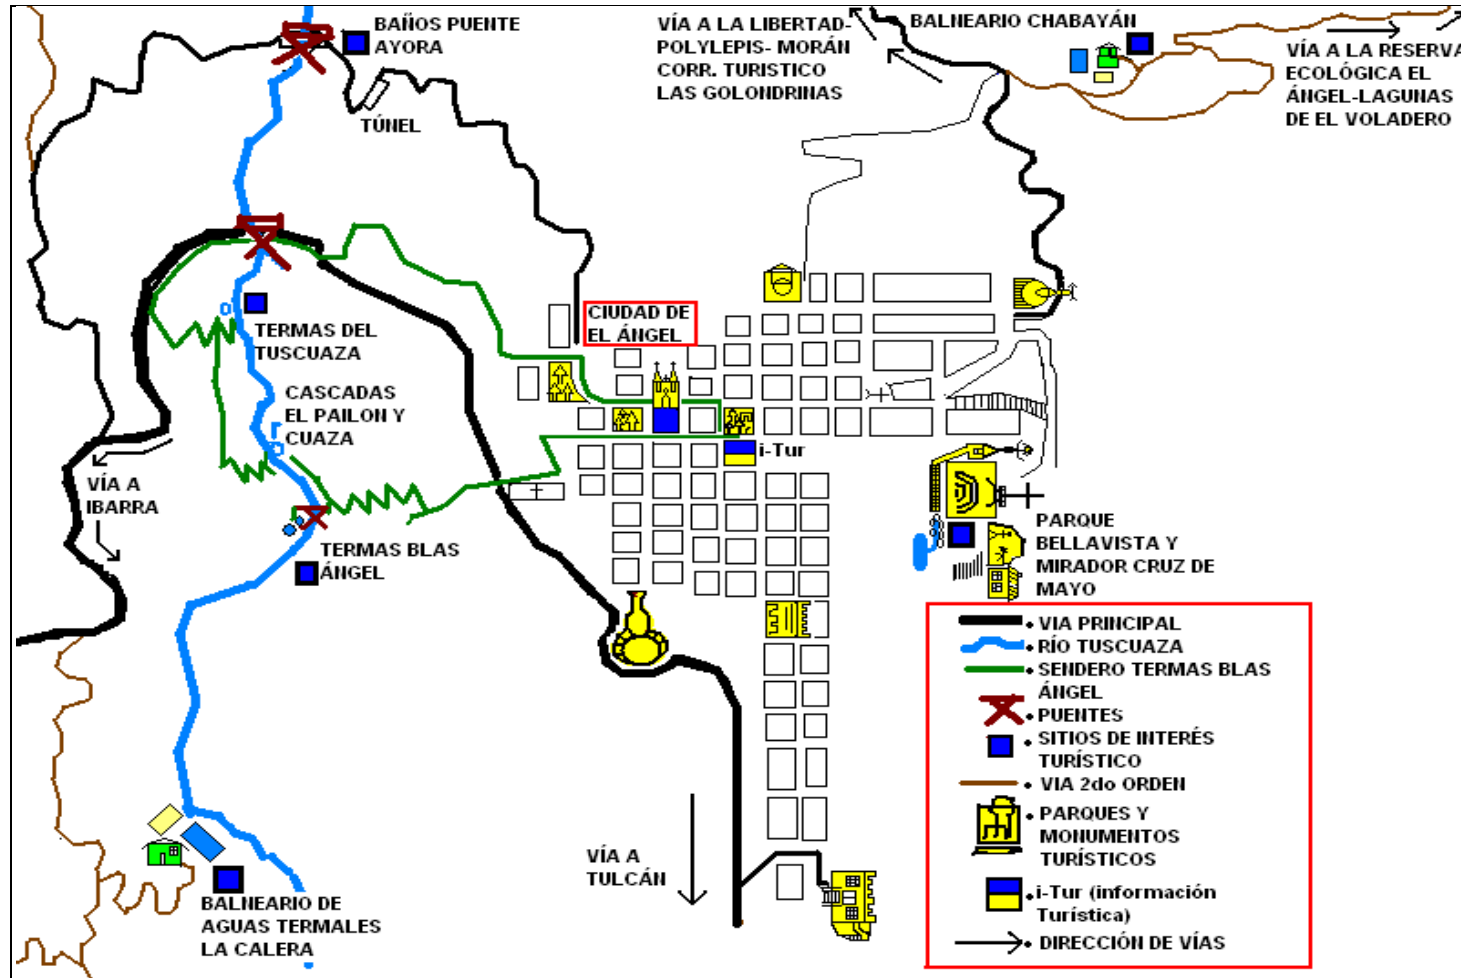 BAÑOS PUENTE
AYORA
TÚNEL
VÍA A LA LIBERTAD-
POLYLEPIS- MORÁN
CORR. TURISTICO
LAS GOLONDRINAS
BALNEARIO CHABAYÁN
VÍA A LA RESERVA
ECOLÓGICA EL
ÁNGEL-LAGUNAS
DE EL VOLADERO
CIUDAD DE
EL ÁNGEL
TERMAS DEL
TUSCUAZA
CASCADAS
EL PAILON Y
CUAZA
VÍA A
IBARRA
i-Tur
TERMAS BLAS
ÁNGEL
PARQUE
BELLAVISTA Y
MIRADOR CRUZ DE
MAYO
VÍA A
TULCÁN
BALNEARIO DE
AGUAS TERMALES
LA CALERA
• VIA PRINCIPAL
• RÍO TUSCUAZA
• SENDERO TERMAS BLAS
ÁNGEL
• PUENTES
• SITIOS DE INTERÉS
TURÍSTICO
• VIA 2do ORDEN
• PARQUES Y
MONUMENTOS
TURÍSTICOS
• i-Tur (información
Turística)
• DIRECCIÓN DE VÍAS